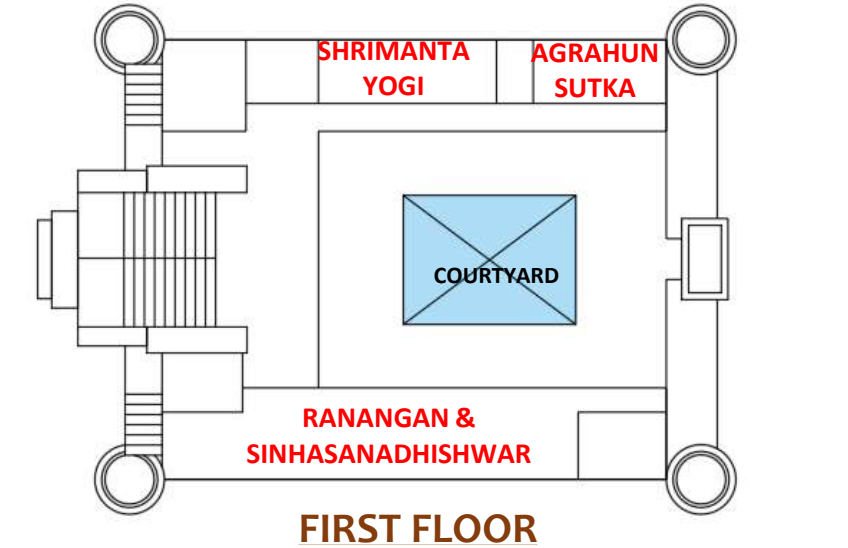 SHRIMANTA
YOGI
AGRAHUN
SUTKA
COURTYARD
RANANGAN &
SINHASANADHISHWAR
FIRST FLOOR